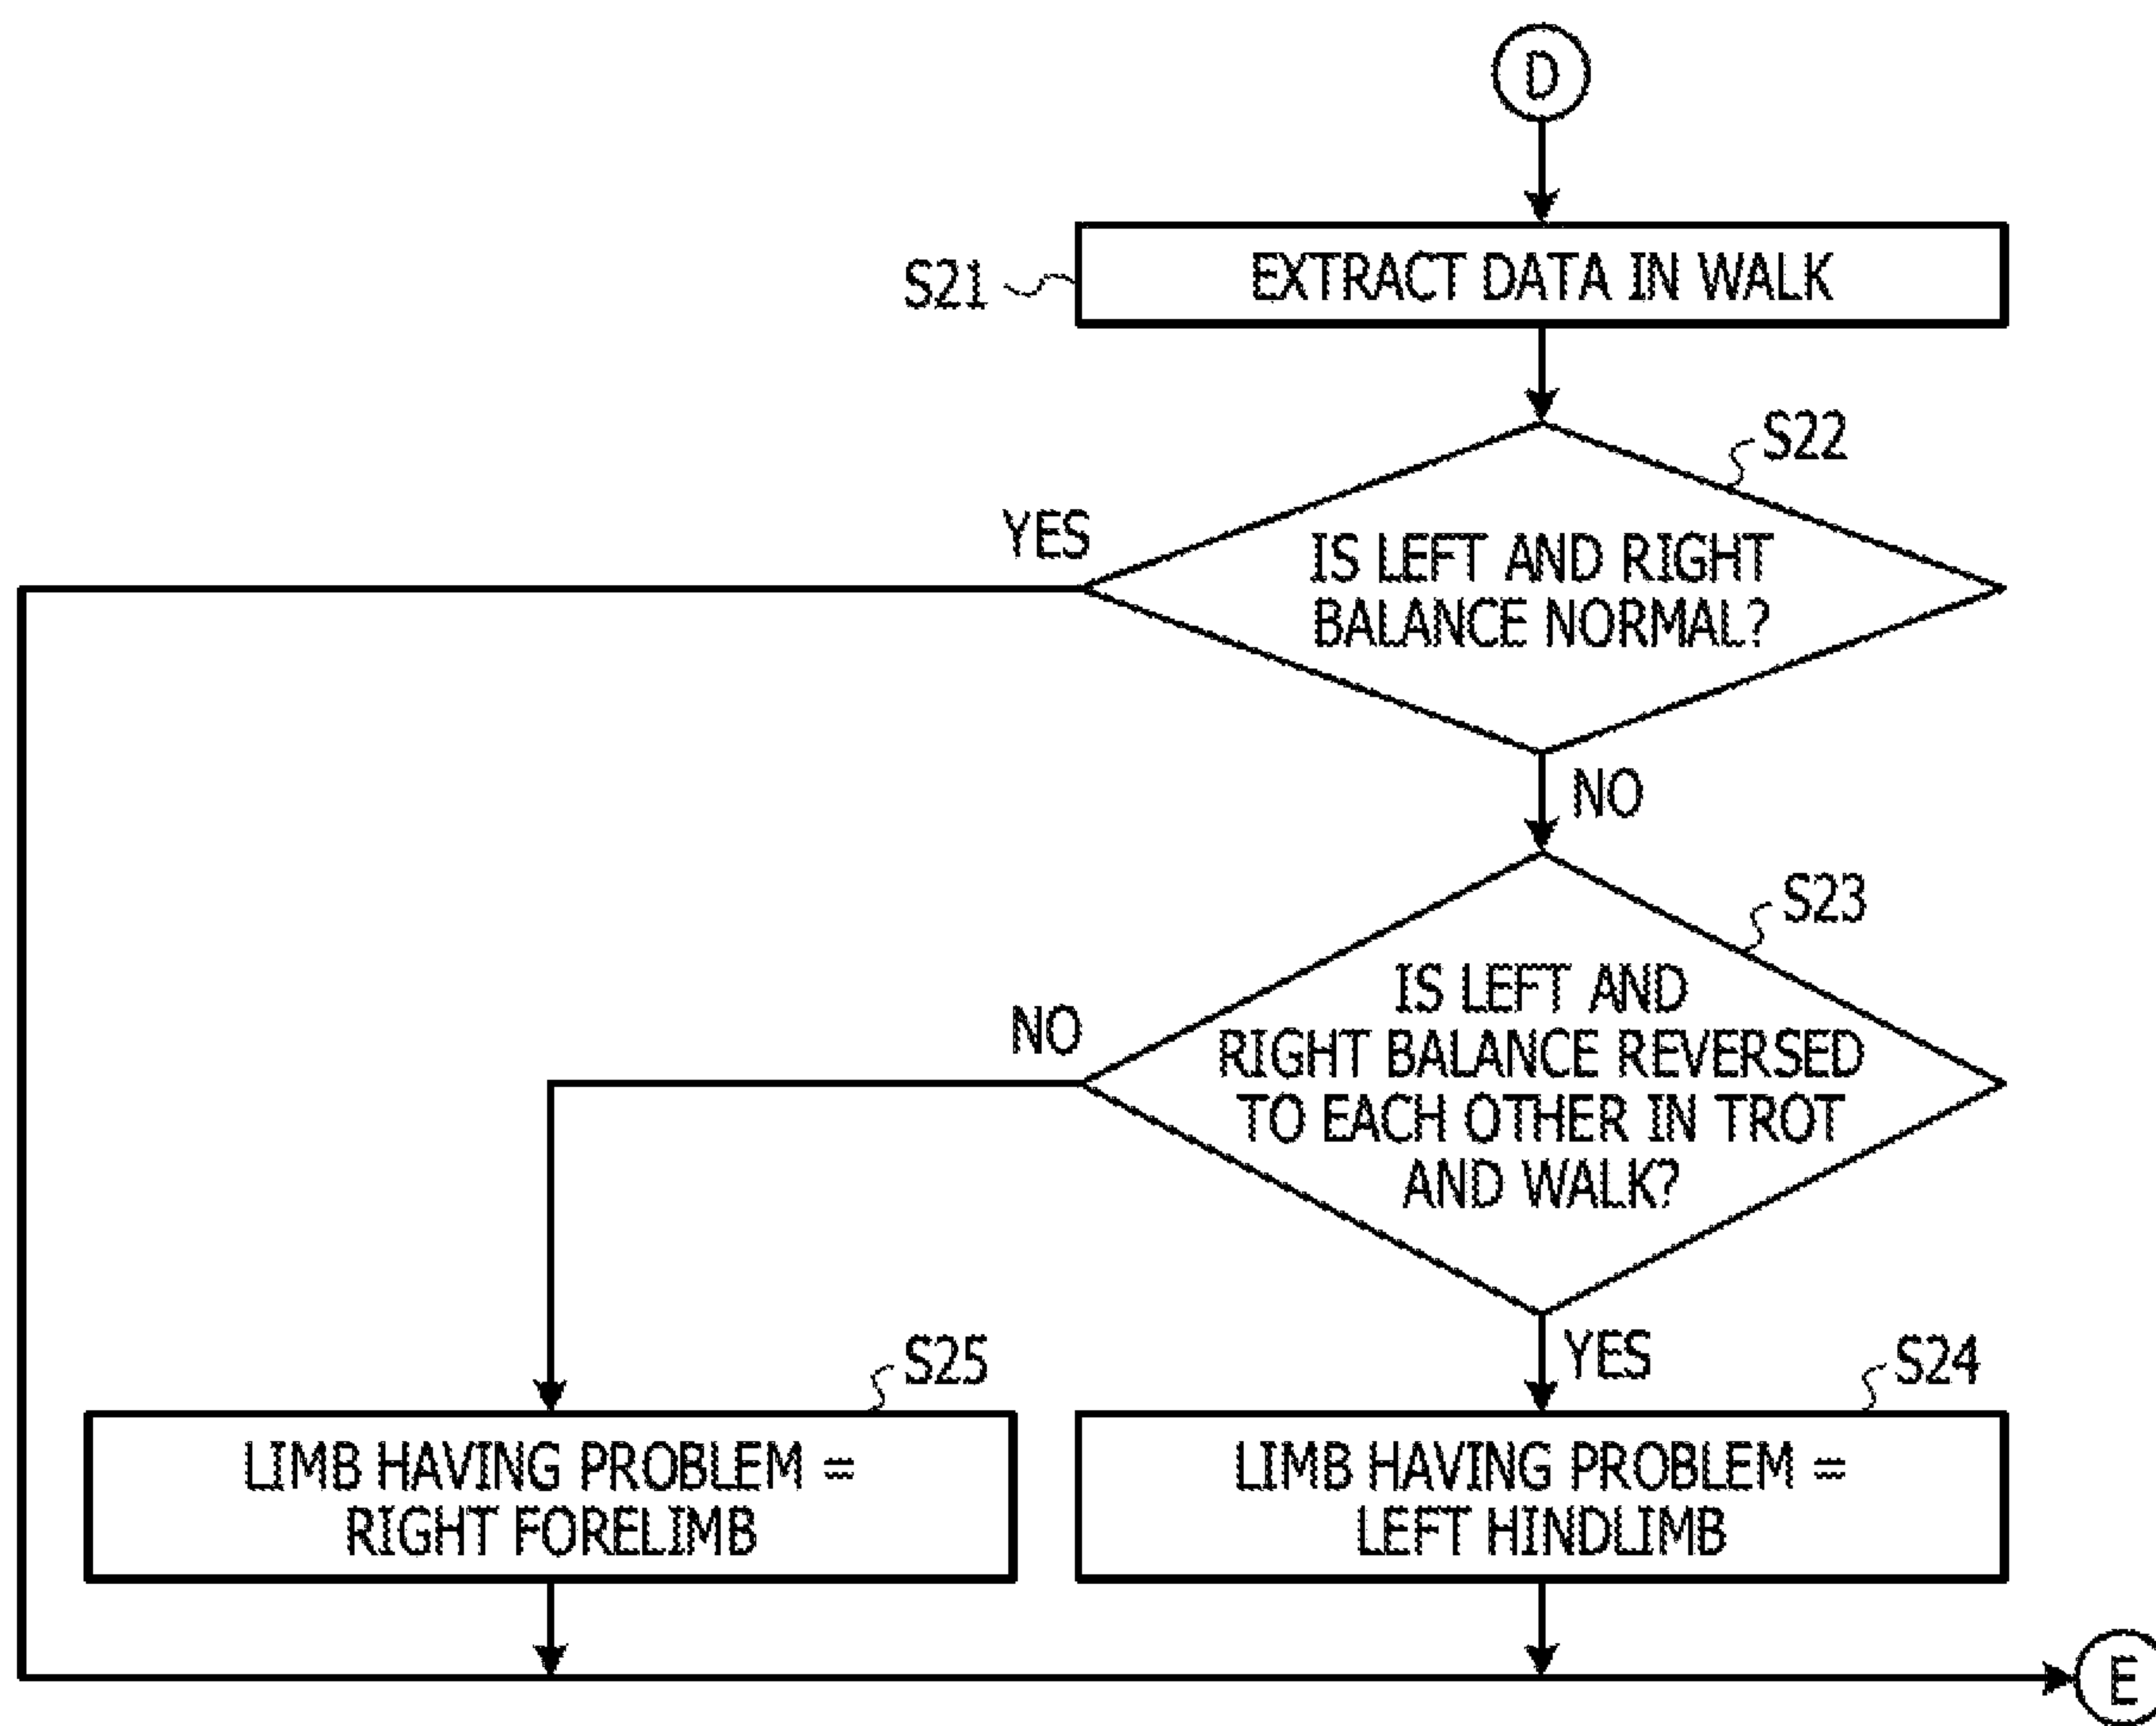 D
S21
EXTRACT DATA IN WALK
S22
YES
IS LEFT AND RIGHT
BALANCE NORMAL?
NO
S23
IS LEFT AND
RIGHT BALANCE REVERSED
TO EACH OTHER IN TROT
AND WALK?
NO
YES
S25
LIMB HAVING PROBLEM =
RIGHT FORELIMB
S24
LIMB HAVING PROBLEM =
LEFT HINDLIMB
E